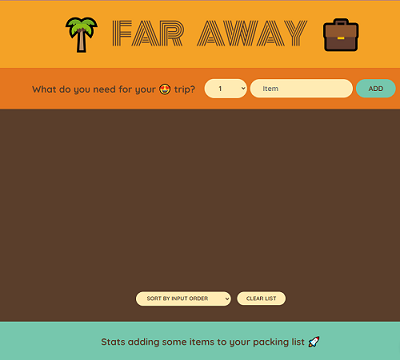 FAR AWAY
What do you need for your 😍 trip? 1 Item ADD
SORT BY INPUT ORDER CLEAR LIST
Stats adding some items to your packing list 🚀